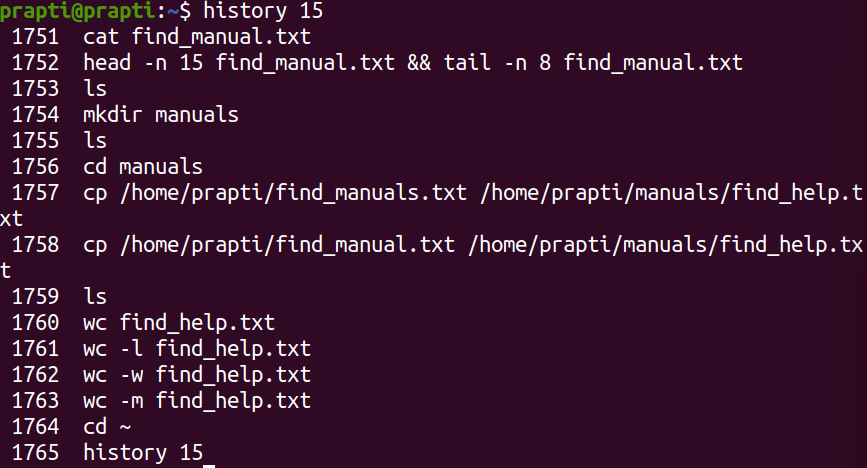 prapti@prapti:~$ history 15
1751  cat find_manual.txt
1752  head -n 15 find_manual.txt && tail -n 8 find_manual.txt
1753  ls
1754  mkdir manuals
1755  ls
1756  cd manuals
1757  cp /home/prapti/find_manuals.txt /home/prapti/manuals/find_help.t
xt
1758  cp /home/prapti/find_manual.txt /home/prapti/manuals/find_help.tx
t
1759  ls
1760  wc find_help.txt
1761  wc -l find_help.txt
1762  wc -w find_help.txt
1763  wc -m find_help.txt
1764  cd ~
1765  history 15